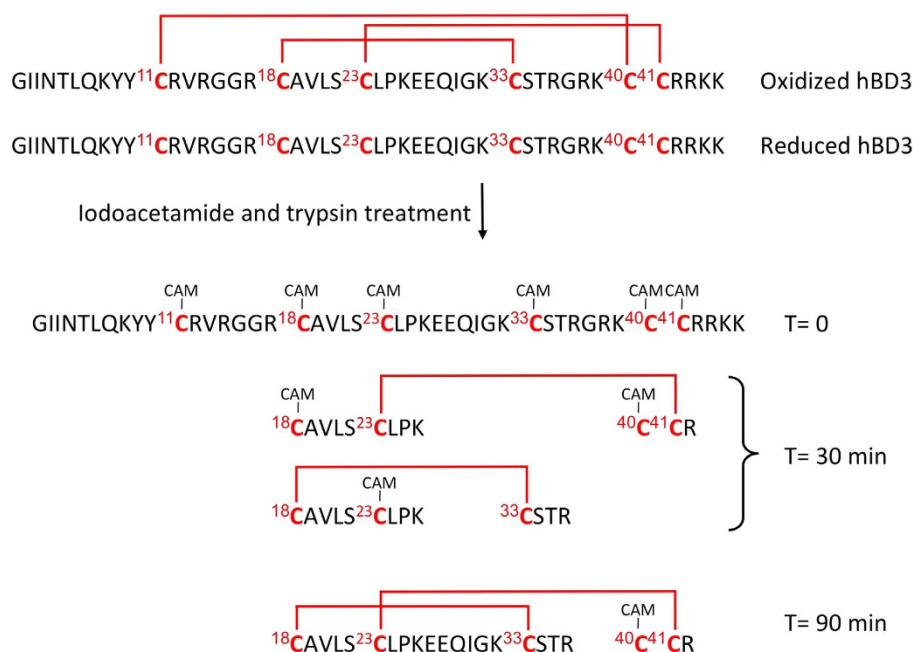 GIINTLQKYY¹¹CRVRGGR¹⁸CAVLS²³CLPKEEQIGK³³CSTRGRK⁴⁰C⁴¹CRRKK Oxidized hBD3
GIINTLQKYY¹¹CRVRGGR¹⁸CAVLS²³CLPKEEQIGK³³CSTRGRK⁴⁰C⁴¹CRRKK Reduced hBD3
Iodoacetamide and trypsin treatment
CAM CAM CAM CAM CAM CAM
GIINTLQKYY¹¹CRVRGGR¹⁸CAVLS²³CLPKEEQIGK³³CSTRGRK⁴⁰C⁴¹CRRKK T= 0
CAM CAM
¹⁸CAVLS²³CLPK ⁴⁰C⁴¹CR
T= 30 min
CAM
¹⁸CAVLS²³CLPK ³³CSTR
CAM
¹⁸CAVLS²³CLPKEEQIGK³³CSTR ⁴⁰C⁴¹CR T= 90 min